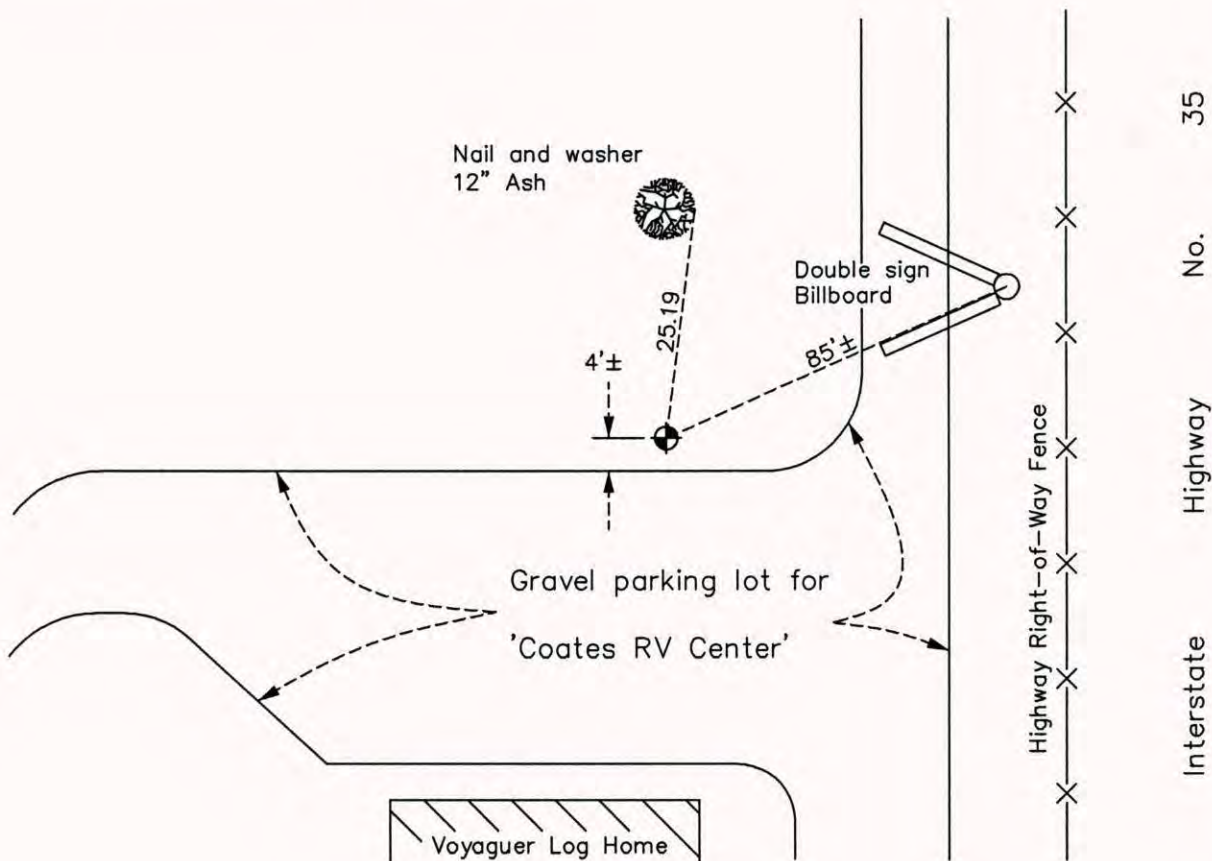 Nail and washer
12" Ash
Double sign
Billboard
25.19
85'±
4'±
Gravel parking lot for
'Coates RV Center'
Voyaguer Log Home
Highway Right-of-Way Fence
Interstate Highway No. 35